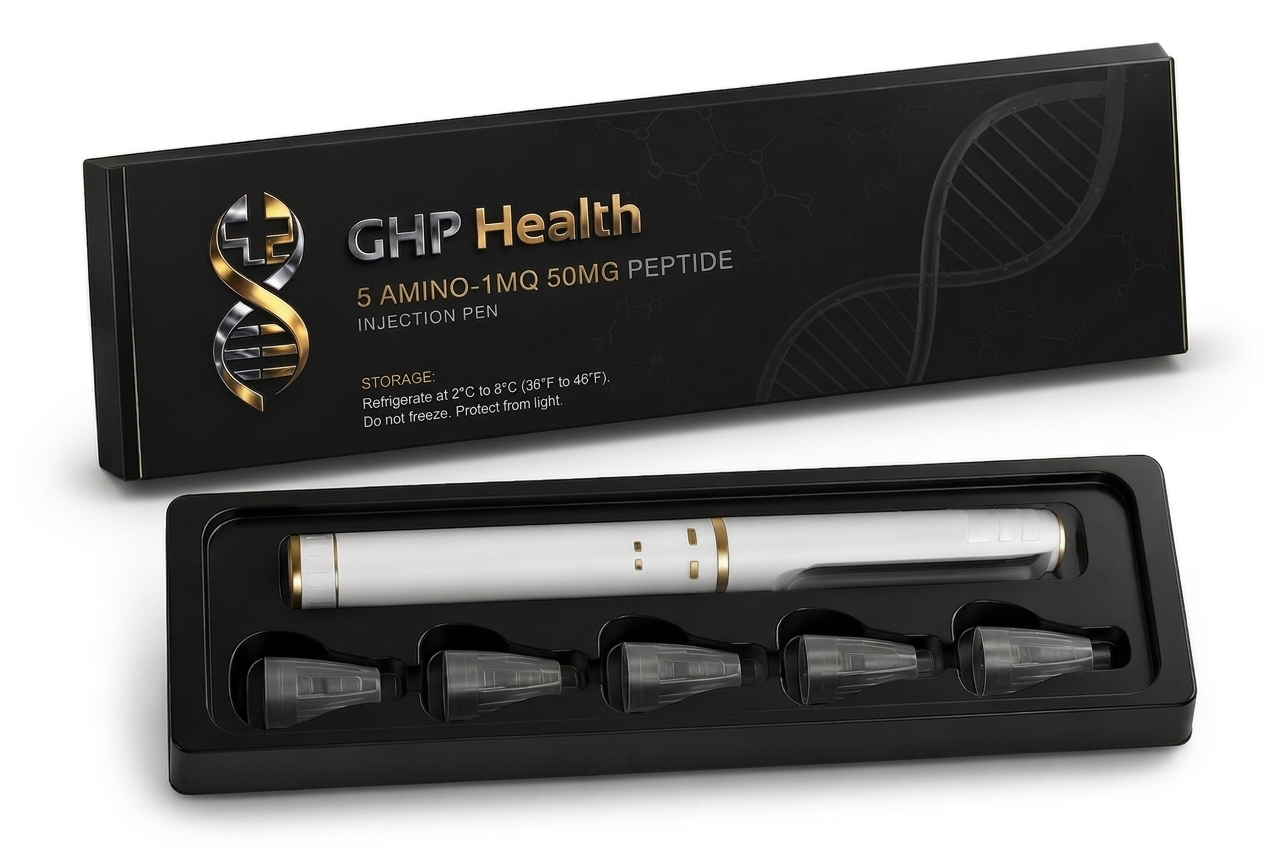 GHP Health
5 AMINO-1MQ 50MG PEPTIDE
INJECTION PEN
STORAGE:
Refrigerate at 2°C to 8°C (36°F to 46°F).
Do not freeze. Protect from light.